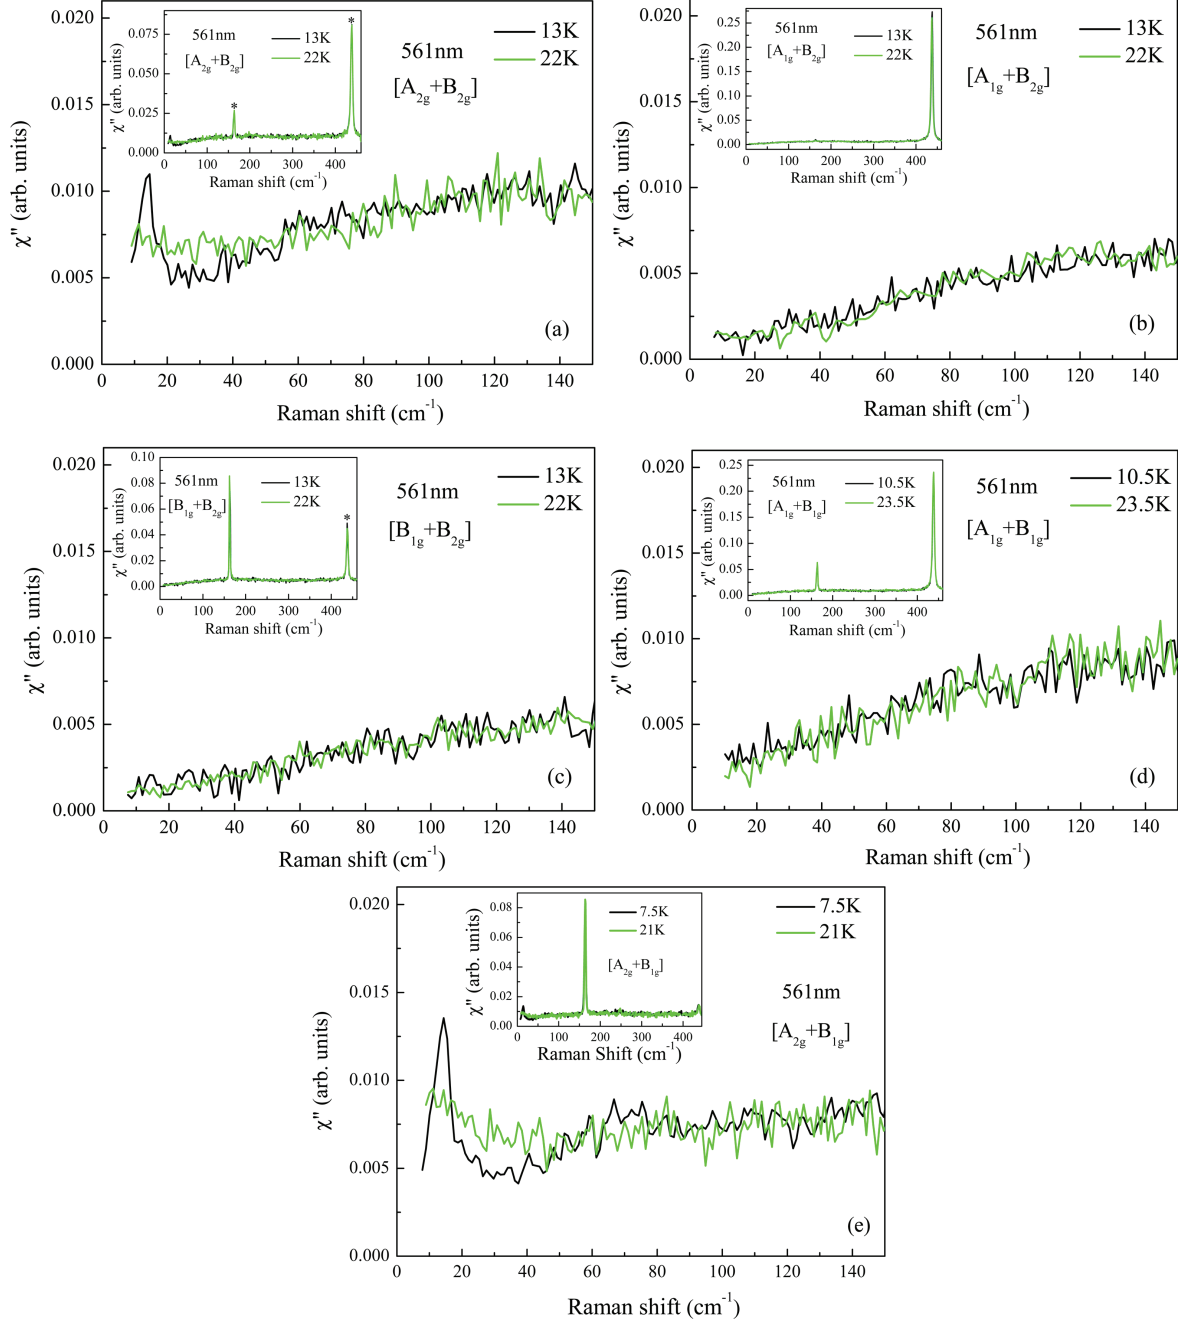 0.020
0.015
0.010
0.005
0.000
χ'' (arb. units)
0 20 40 60 80 100 120 140
Raman shift (cm-1)
13K
22K
561nm
[A2g+B2g]
(a)
0.075
0.050
0.025
0.000
χ'' (arb. units)
0 100 200 300 400
Raman shift (cm-1)
561nm
[A2g+B2g]
13K
22K
*
*
0.020
0.015
0.010
0.005
0.000
χ'' (arb. units)
0 20 40 60 80 100 120 140
Raman shift (cm-1)
13K
22K
561nm
[A1g+B2g]
(b)
0.25
0.20
0.15
0.10
0.05
0.00
χ'' (arb. units)
0 100 200 300 400
Raman shift (cm-1)
561nm
[A1g+B2g]
13K
22K
0.020
0.015
0.010
0.005
0.000
χ'' (arb. units)
0 20 40 60 80 100 120 140
Raman shift (cm-1)
13K
22K
561nm
[B1g+B2g]
(c)
0.10
0.08
0.06
0.04
0.02
0.00
χ'' (arb. units)
0 100 200 300 400
Raman shift (cm-1)
561nm
[B1g+B2g]
13K
22K
*
0.020
0.015
0.010
0.005
0.000
χ'' (arb. units)
0 20 40 60 80 100 120 140
Raman shift (cm-1)
10.5K
23.5K
561nm
[A1g+B1g]
(d)
0.25
0.20
0.15
0.10
0.05
0.00
χ'' (arb. units)
0 100 200 300 400
Raman shift (cm-1)
561nm
[A1g+B1g]
10.5K
23.5K
0.020
0.015
0.010
0.005
0.000
χ'' (arb. units)
0 20 40 60 80 100 120 140
Raman shift (cm-1)
7.5K
21K
561nm
[A2g+B1g]
(e)
0.08
0.06
0.04
0.02
0.00
χ'' (arb. units)
0 100 200 300 400
Raman Shift (cm-1)
7.5K
21K
[A2g+B1g]